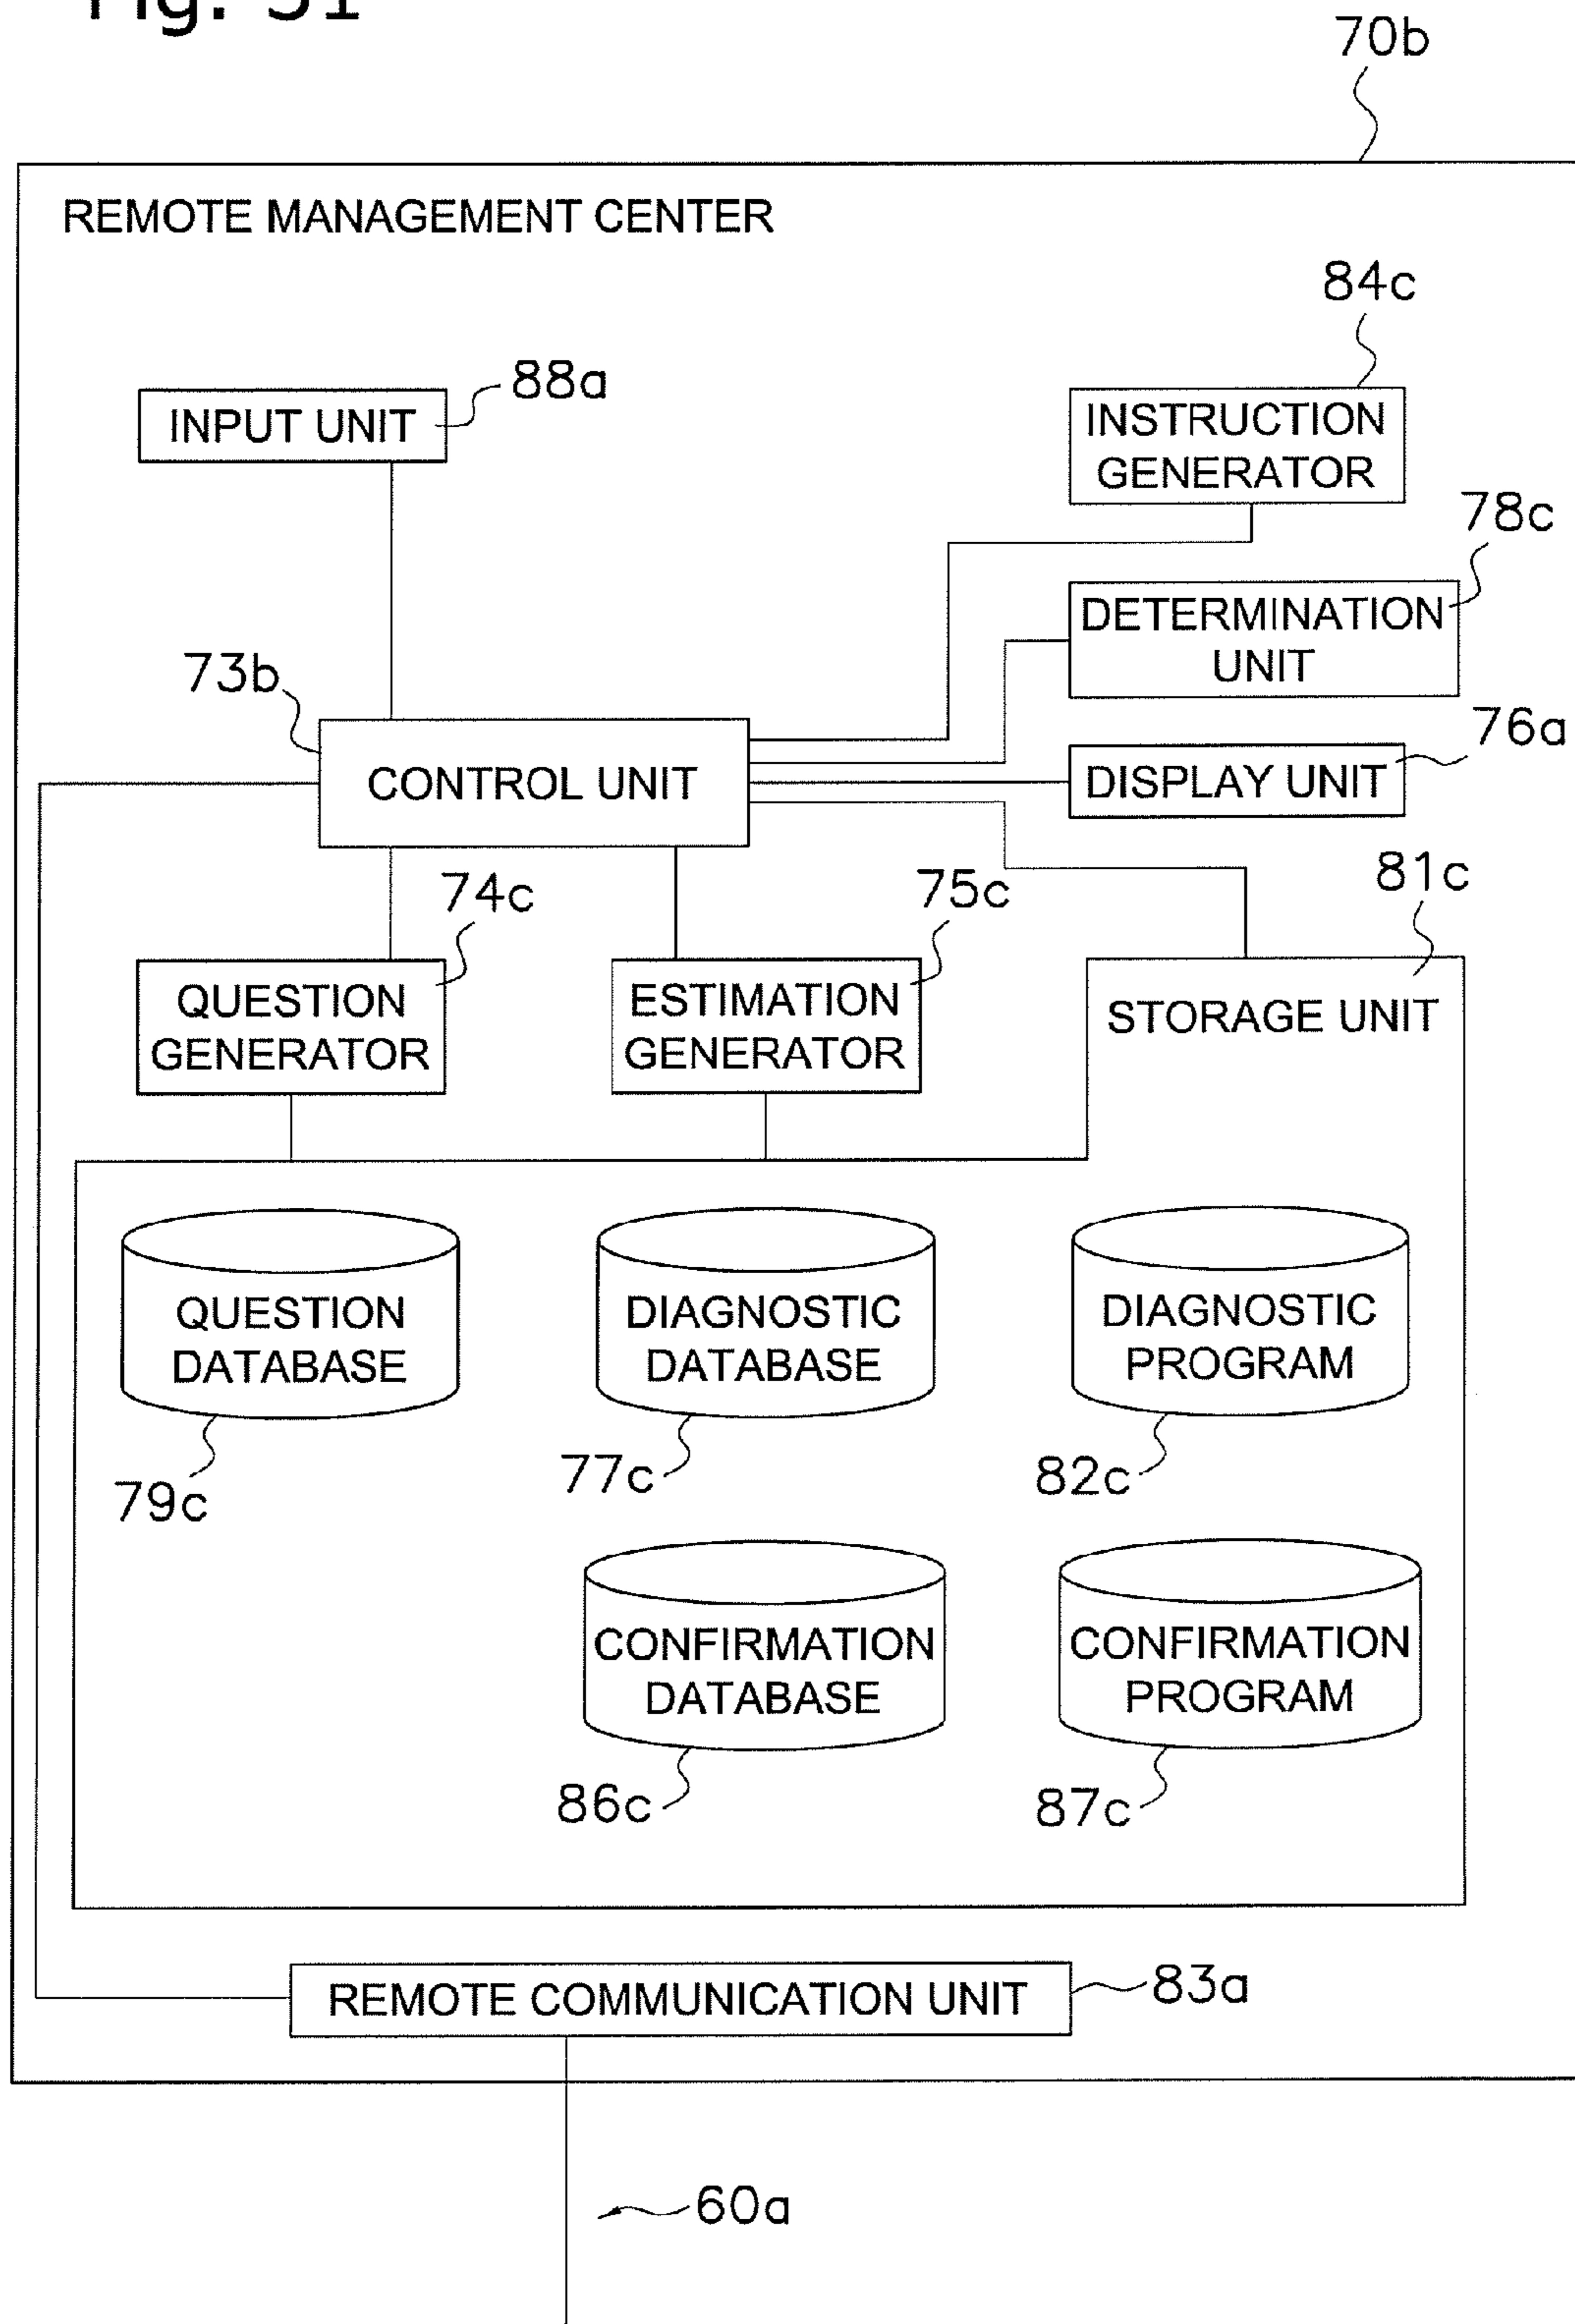 Fig. 31
70b
REMOTE MANAGEMENT CENTER
84c
88a
INPUT UNIT
INSTRUCTION
GENERATOR
78c
DETERMINATION
UNIT
73b
76a
CONTROL UNIT
DISPLAY UNIT
81c
74c
75c
QUESTION
GENERATOR
ESTIMATION
GENERATOR
STORAGE UNIT
QUESTION
DATABASE
DIAGNOSTIC
DATABASE
DIAGNOSTIC
PROGRAM
79c
77c
82c
CONFIRMATION
DATABASE
CONFIRMATION
PROGRAM
86c
87c
REMOTE COMMUNICATION UNIT
83a
60a